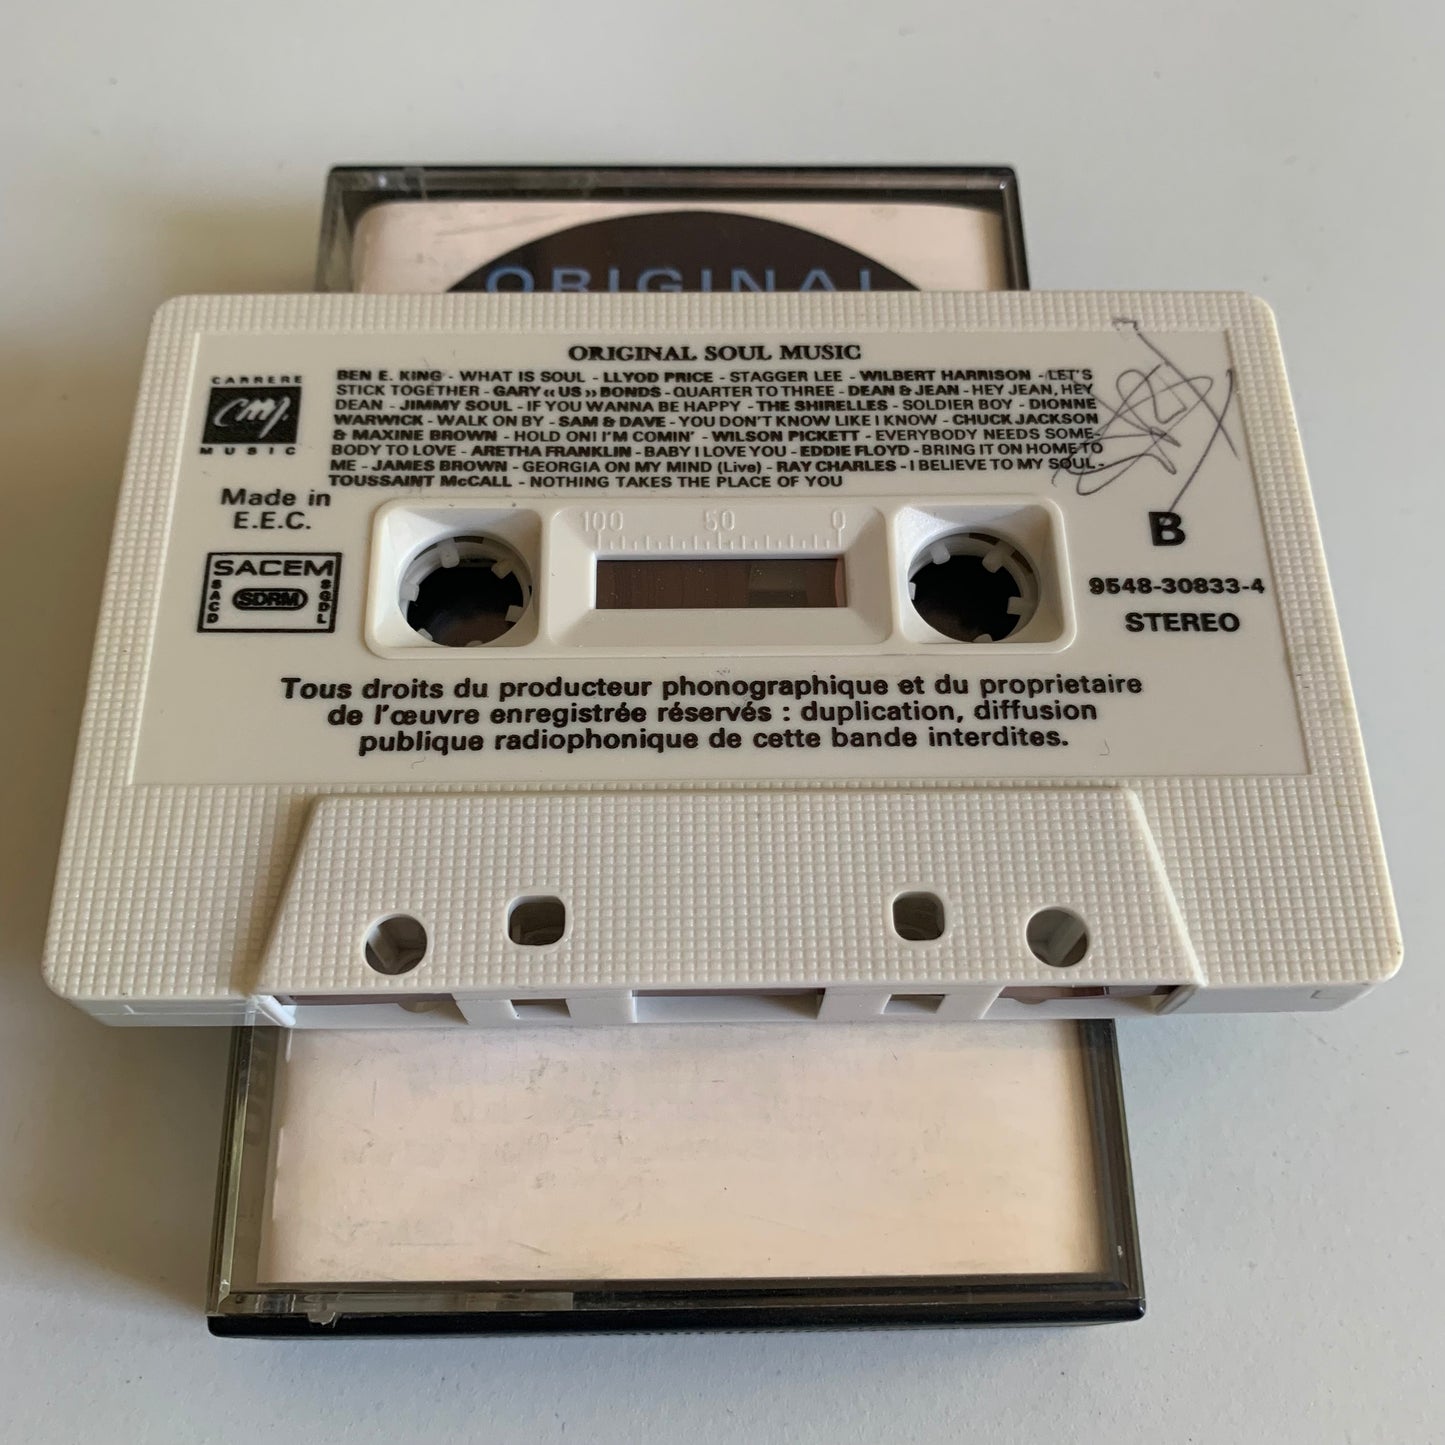 ORIGINAL
ORIGINAL SOUL MUSIC
CARRERE
CM
MUSIC
BEN E. KING - WHAT IS SOUL - LLYOD PRICE - STAGGER LEE - WILBERT HARRISON - LET'S
STICK TOGETHER - GARY «US» BONDS - QUARTER TO THREE - DEAN & JEAN - HEY JEAN, HEY
DEAN - JIMMY SOUL - IF YOU WANNA BE HAPPY - THE SHIRELLES - SOLDIER BOY - DIONNE
WARWICK - WALK ON BY - SAM & DAVE - YOU DON'T KNOW LIKE I KNOW - CHUCK JACKSON
& MAXINE BROWN - HOLD ON! I'M COMIN' - WILSON PICKETT - EVERYBODY NEEDS SOME-
BODY TO LOVE - ARETHA FRANKLIN - BABY I LOVE YOU - EDDIE FLOYD - BRING IT ON HOME TO
ME - JAMES BROWN - GEORGIA ON MY MIND (Live) - RAY CHARLES - I BELIEVE TO MY SOUL -
TOUSSAINT McCALL - NOTHING TAKES THE PLACE OF YOU
Made in
E.E.C.
100 50 0
B
SACEM
SACD SDRM SGDL
9548-30833-4
STEREO
Tous droits du producteur phonographique et du proprietaire
de l'œuvre enregistrée réservés : duplication, diffusion
publique radiophonique de cette bande interdites.